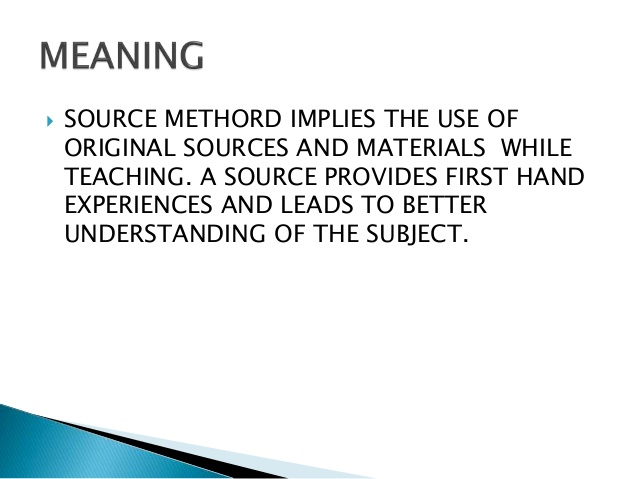 MEANING
SOURCE METHORD IMPLIES THE USE OF
ORIGINAL SOURCES AND MATERIALS  WHILE
TEACHING. A SOURCE PROVIDES FIRST HAND
EXPERIENCES AND LEADS TO BETTER
UNDERSTANDING OF THE SUBJECT.